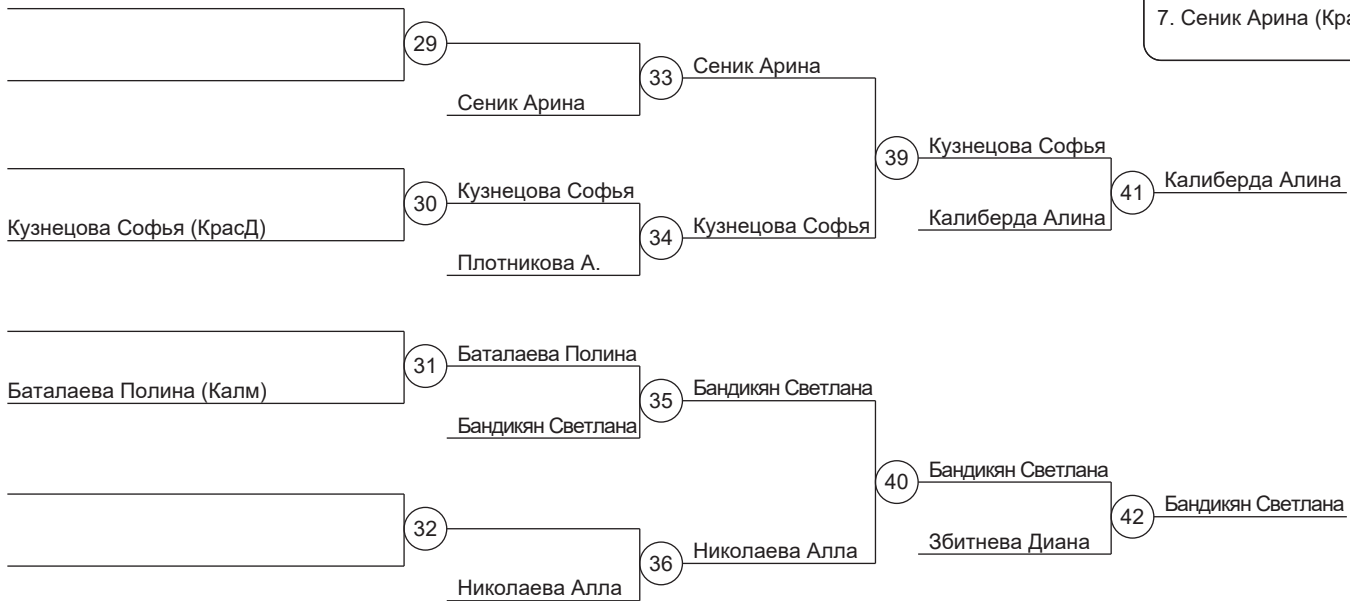 7. Сеник Арина (Кра
29
Сеник Арина
33
Сеник Арина
Кузнецова Софья (КрасД)
30
Кузнецова Софья
Плотникова А.
34
Кузнецова Софья
39
Кузнецова Софья
Калиберда Алина
41
Калиберда Алина
Баталаева Полина (Калм)
31
Баталаева Полина
Бандикян Светлана
35
Бандикян Светлана
32
Николаева Алла
36
Николаева Алла
40
Бандикян Светлана
Збитнева Диана
42
Бандикян Светлана